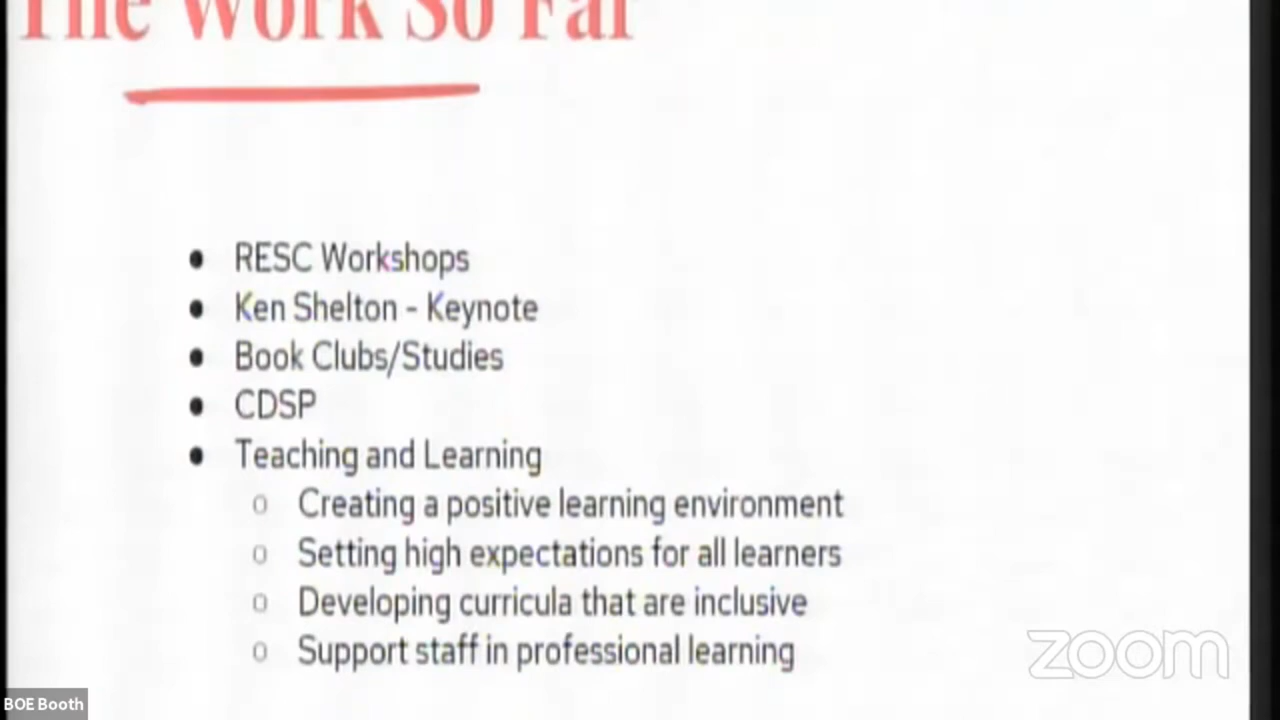 The Work So Far
● RESC Workshops
● Ken Shelton - Keynote
● Book Clubs/Studies
● CDSP
● Teaching and Learning
o Creating a positive learning environment
o Setting high expectations for all learners
o Developing curricula that are inclusive
o Support staff in professional learning
zoom
BOE Booth